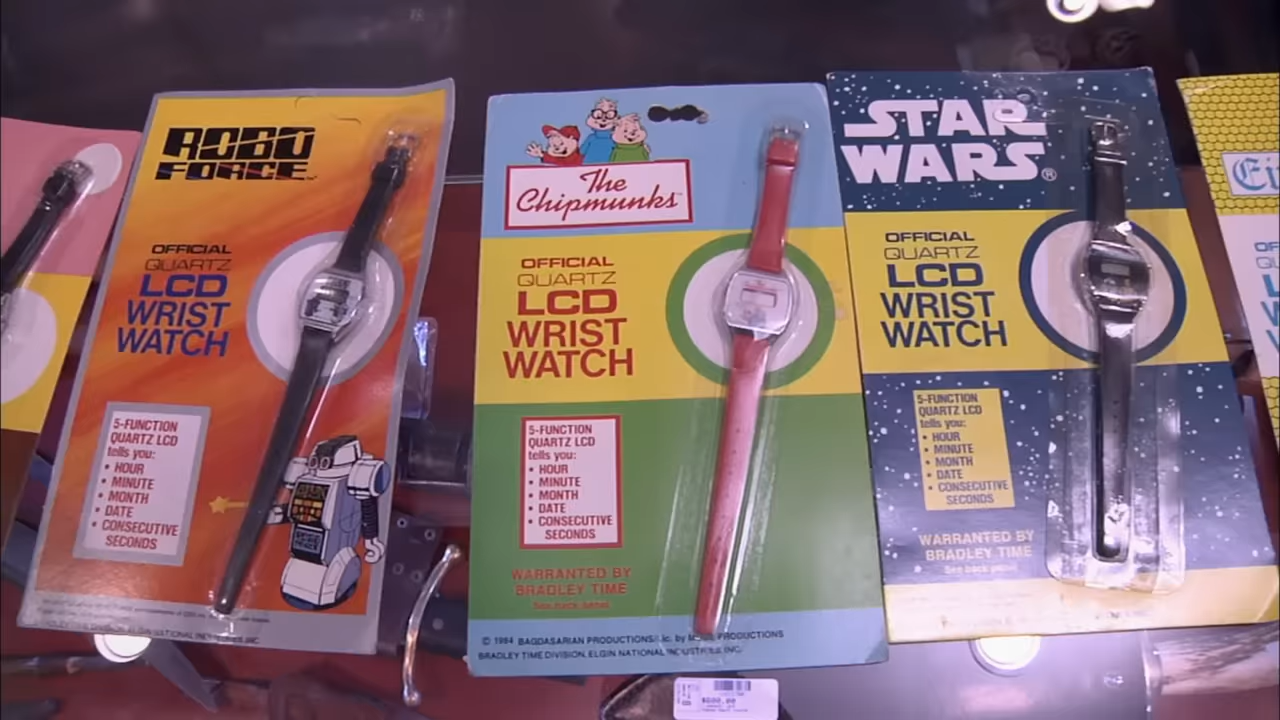 ROBO
FORCE
OFFICIAL
QUARTZ
LCD
WRIST
WATCH
5-FUNCTION
QUARTZ LCD
tells you:
• HOUR
• MINUTE
• MONTH
• DATE
• CONSECUTIVE
SECONDS
The
Chipmunks™
OFFICIAL
QUARTZ
LCD
WRIST
WATCH
5-FUNCTION
QUARTZ LCD
tells you:
• HOUR
• MINUTE
• MONTH
• DATE
• CONSECUTIVE
SECONDS
WARRANTED BY
BRADLEY TIME
See back panel
© 1984 BAGDASARIAN PRODUCTIONS by PRODUCTIONS
BRADLEY TIME DIVISION, ELGIN NATIONAL INDUSTRIES, INC.
STAR
WARS®
OFFICIAL
QUARTZ
LCD
WRIST
WATCH
5-FUNCTION
QUARTZ LCD
tells you:
• HOUR
• MINUTE
• MONTH
• DATE
• CONSECUTIVE
SECONDS
WARRANTED BY
BRADLEY TIME
See back panel